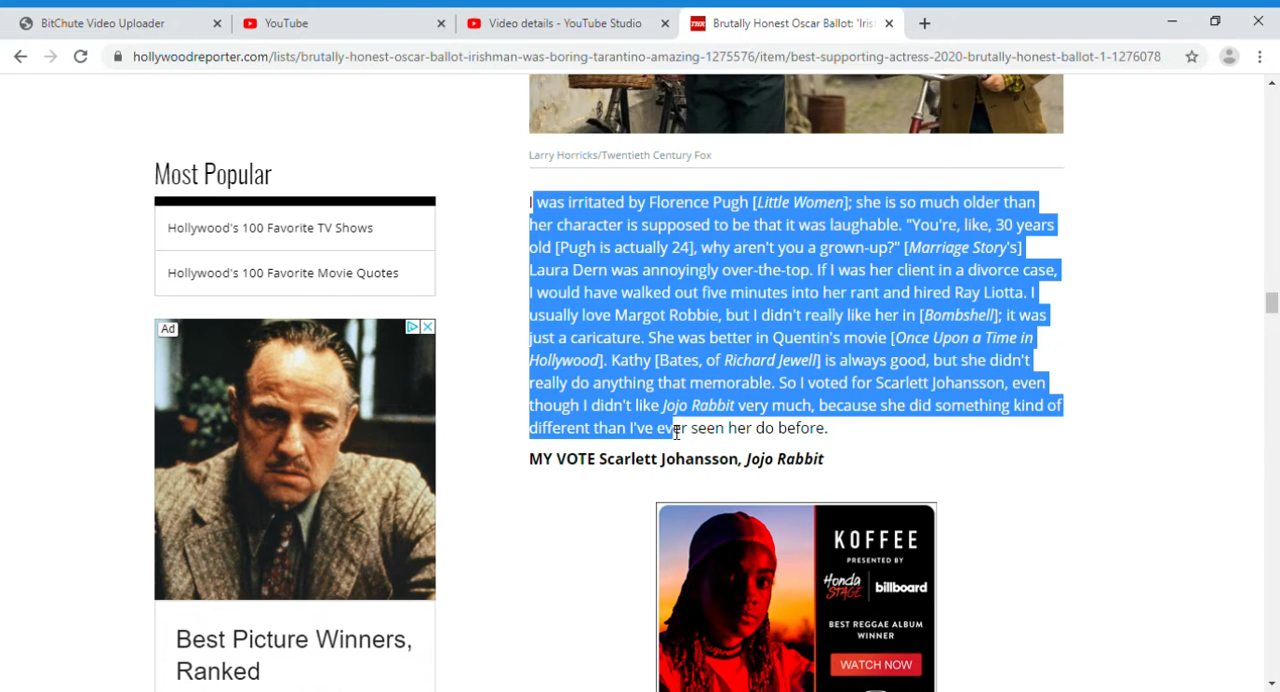 BitChute Video Uploader
YouTube
Video details - YouTube Studio
Brutally Honest Oscar Ballot: 'Iris
hollywoodreporter.com/lists/brutally-honest-oscar-ballot-irishman-was-boring-tarantino-amazing-1275576/item/best-supporting-actress-2020-brutally-honest-ballot-1-1276078
Larry Horricks/Twentieth Century Fox
Most Popular
Hollywood's 100 Favorite TV Shows
Hollywood's 100 Favorite Movie Quotes
Ad
Best Picture Winners,
Ranked
I was irritated by Florence Pugh [Little Women]; she is so much older than
her character is supposed to be that it was laughable. "You're, like, 30 years
old [Pugh is actually 24], why aren't you a grown-up?" [Marriage Story's]
Laura Dern was annoyingly over-the-top. If I was her client in a divorce case,
I would have walked out five minutes into her rant and hired Ray Liotta. I
usually love Margot Robbie, but I didn't really like her in [Bombshell]; it was
just a caricature. She was better in Quentin's movie [Once Upon a Time in
Hollywood]. Kathy [Bates, of Richard Jewell] is always good, but she didn't
really do anything that memorable. So I voted for Scarlett Johansson, even
though I didn't like Jojo Rabbit very much, because she did something kind of
different than I've ever seen her do before.
MY VOTE Scarlett Johansson, Jojo Rabbit
KOFFEE
PRESENTED BY
Honda STAGE billboard
BEST REGGAE ALBUM
WINNER
WATCH NOW